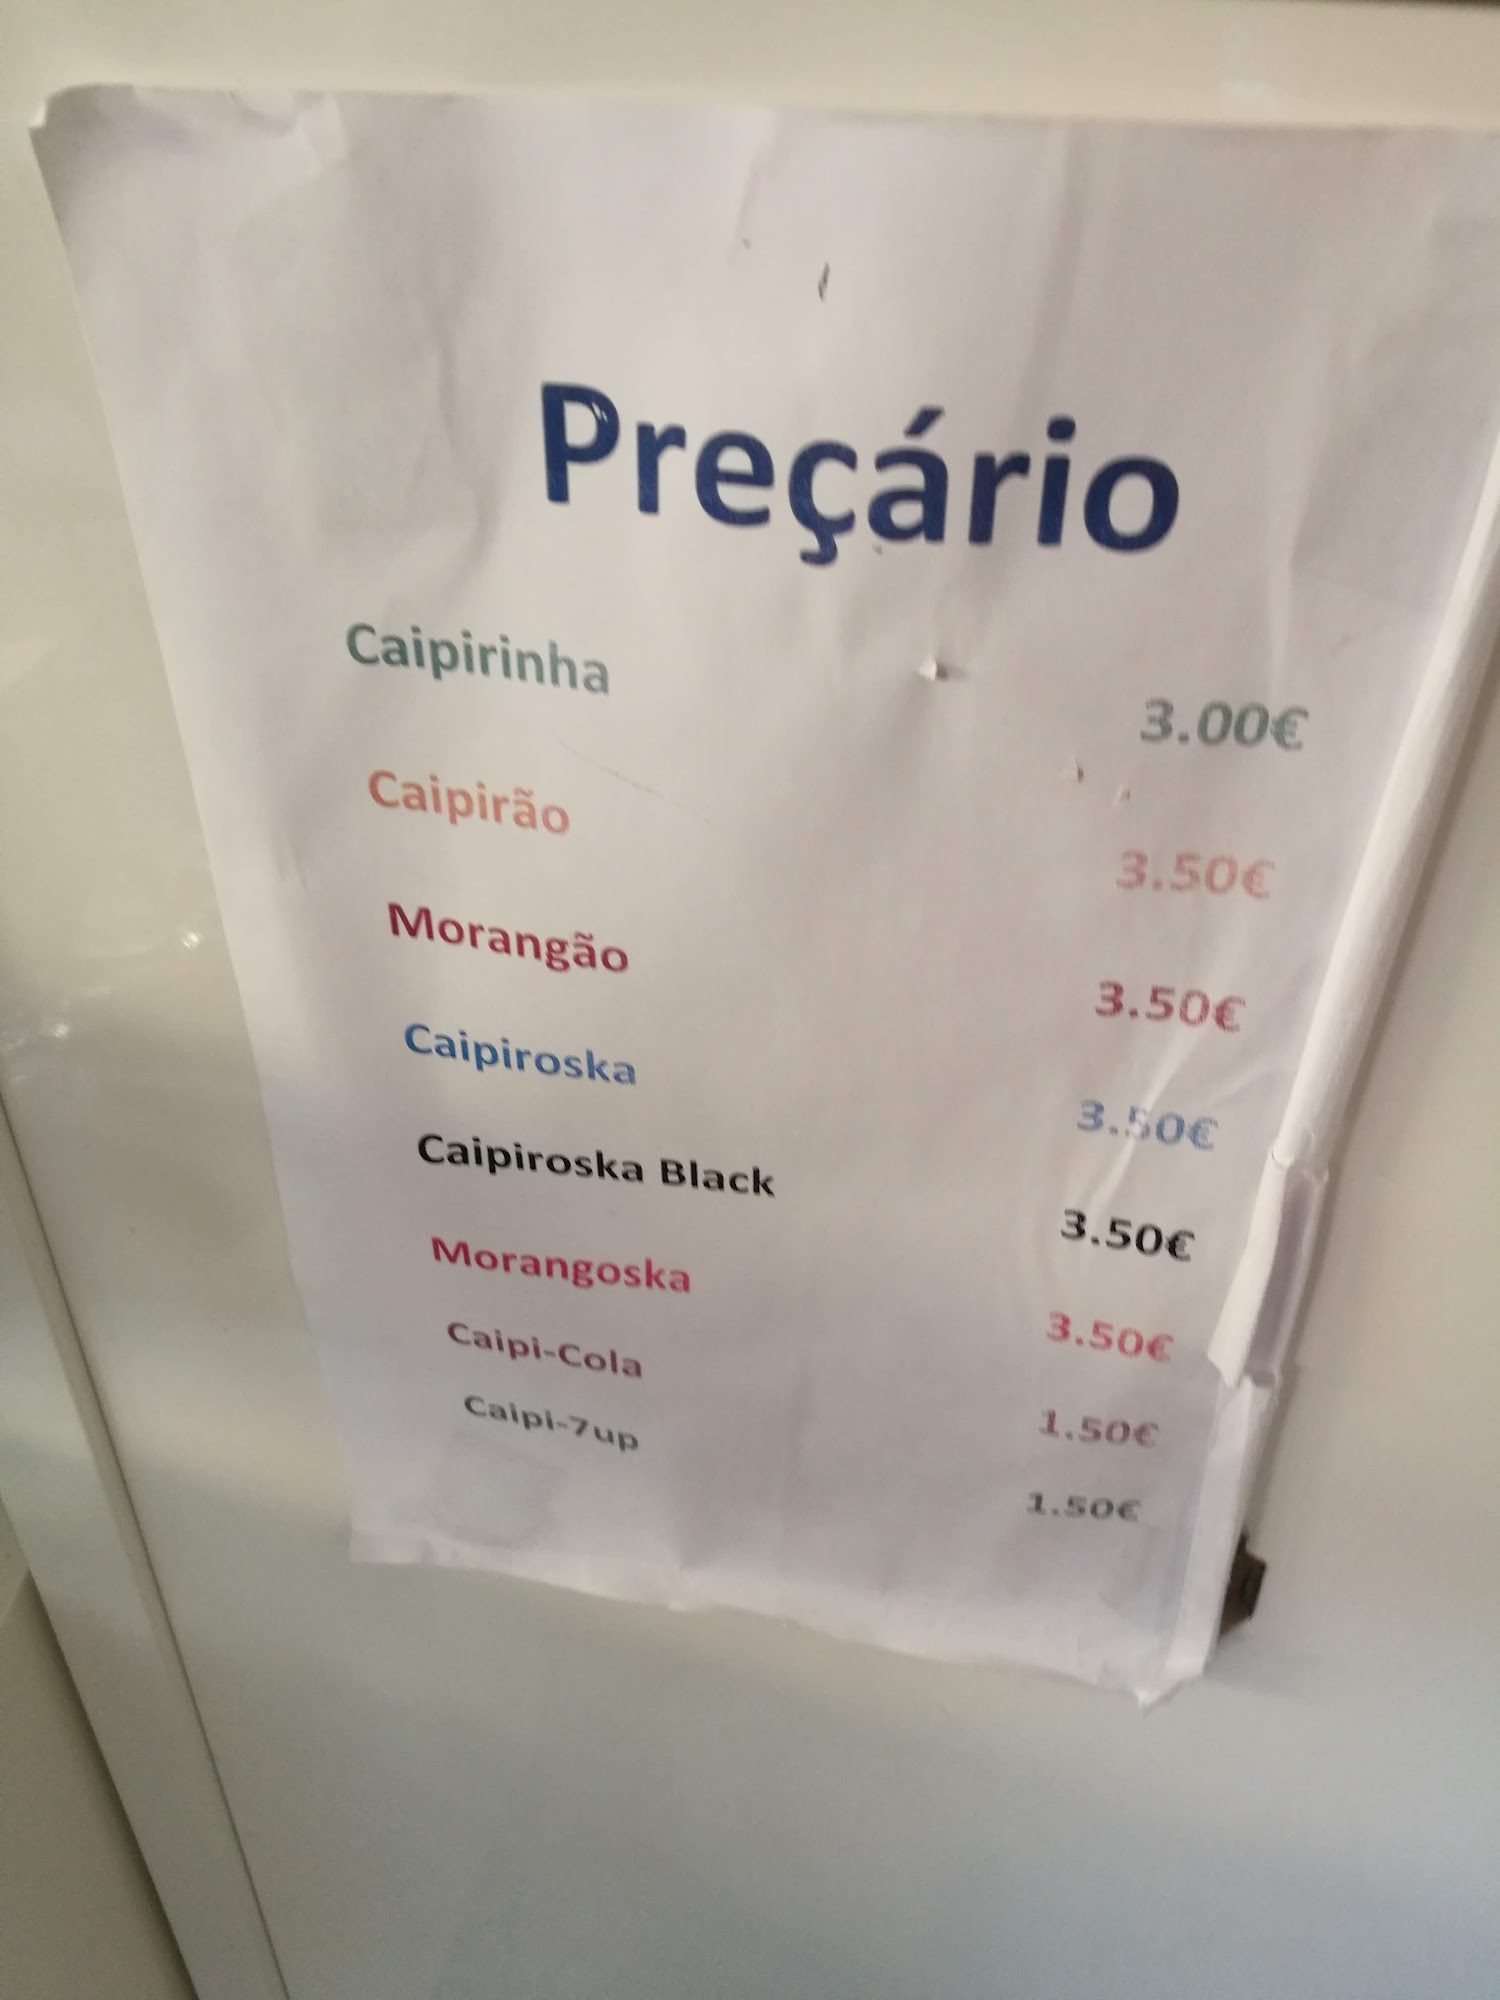 Preçário
Caipirinha 3.00€
Caipirão 3.50€
Morangão 3.50€
Caipiroska 3.50€
Caipiroska Black 3.50€
Morangoska 3.50€
Caipi-Cola 1.50€
Caipi-7up 1.50€